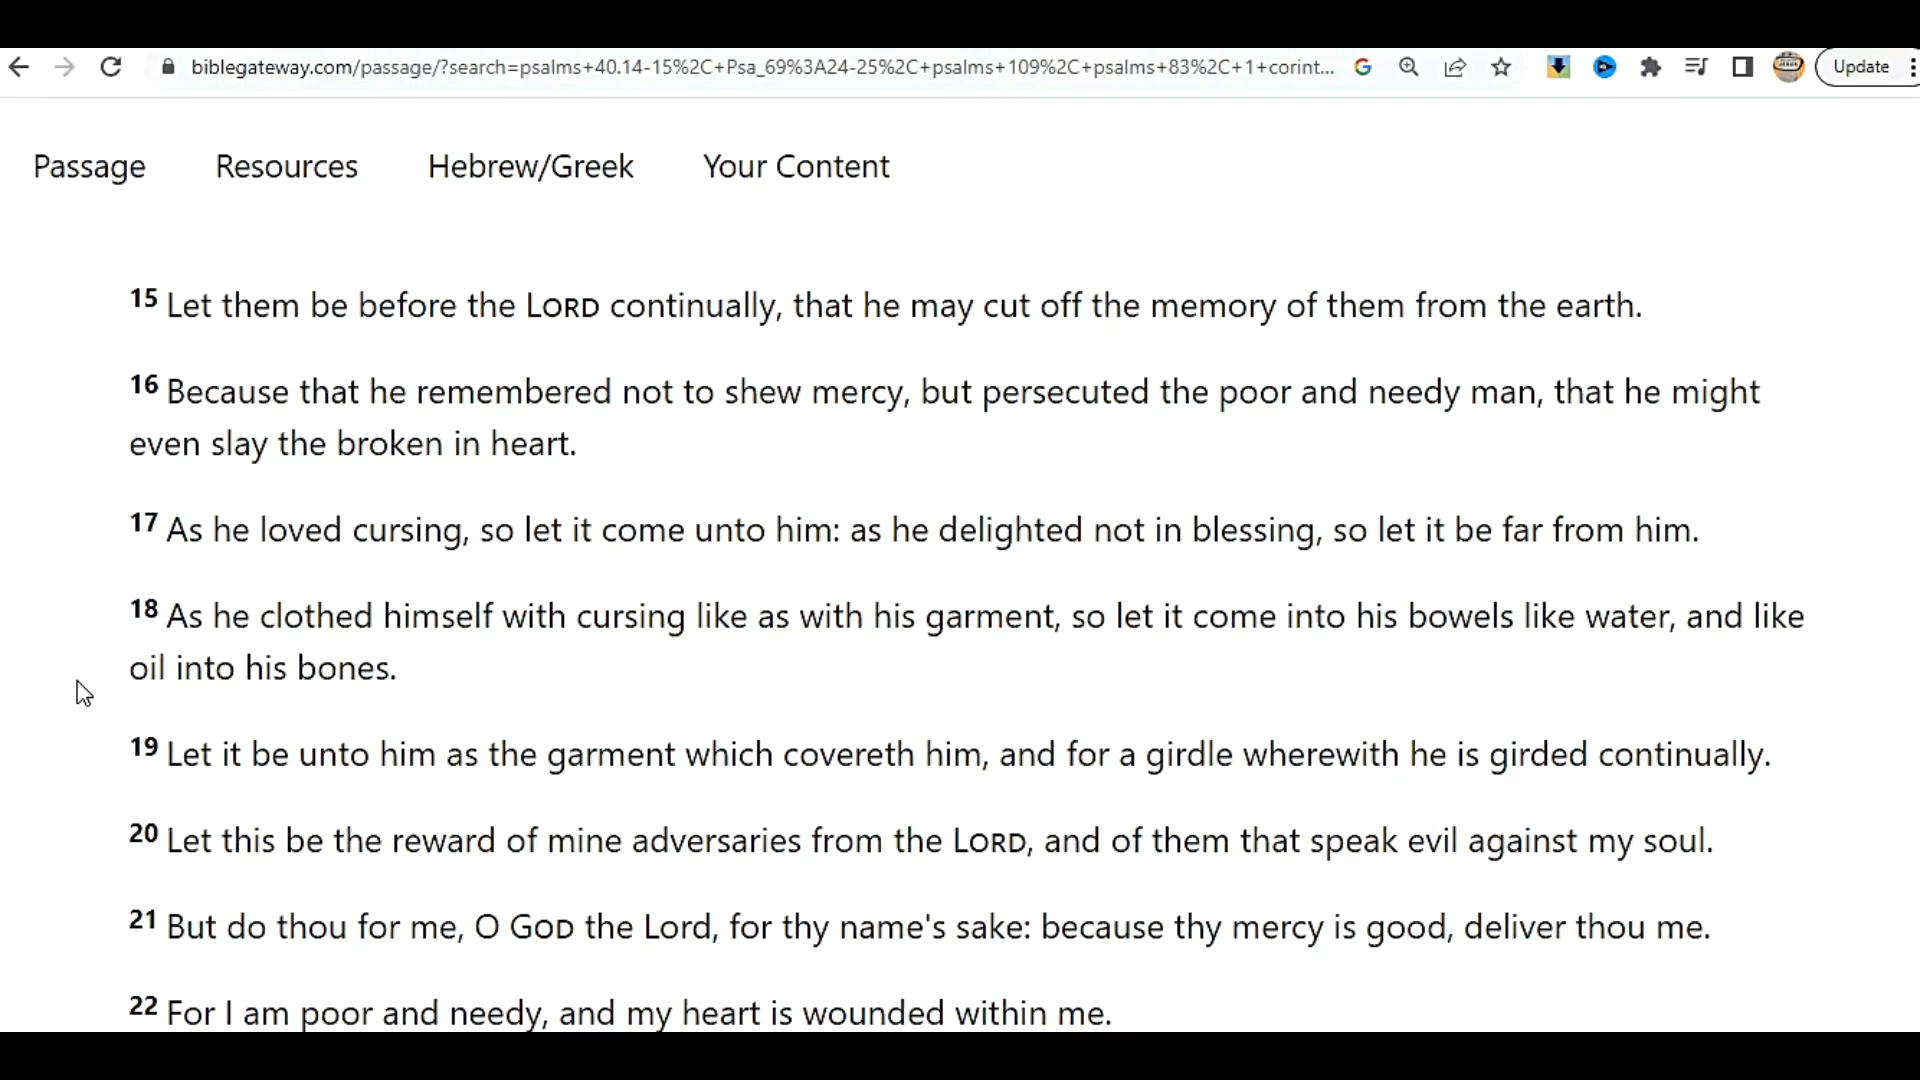 biblegateway.com/passage/?search=psalms+40.14-15%2C+Psa_69%3A24-25%2C+psalms+109%2C+psalms+83%2C+1+corint...
Update
Passage Resources Hebrew/Greek Your Content
15 Let them be before the LORD continually, that he may cut off the memory of them from the earth.
16 Because that he remembered not to shew mercy, but persecuted the poor and needy man, that he might
even slay the broken in heart.
17 As he loved cursing, so let it come unto him: as he delighted not in blessing, so let it be far from him.
18 As he clothed himself with cursing like as with his garment, so let it come into his bowels like water, and like
oil into his bones.
19 Let it be unto him as the garment which covereth him, and for a girdle wherewith he is girded continually.
20 Let this be the reward of mine adversaries from the LORD, and of them that speak evil against my soul.
21 But do thou for me, O GOD the Lord, for thy name's sake: because thy mercy is good, deliver thou me.
22 For I am poor and needy, and my heart is wounded within me.